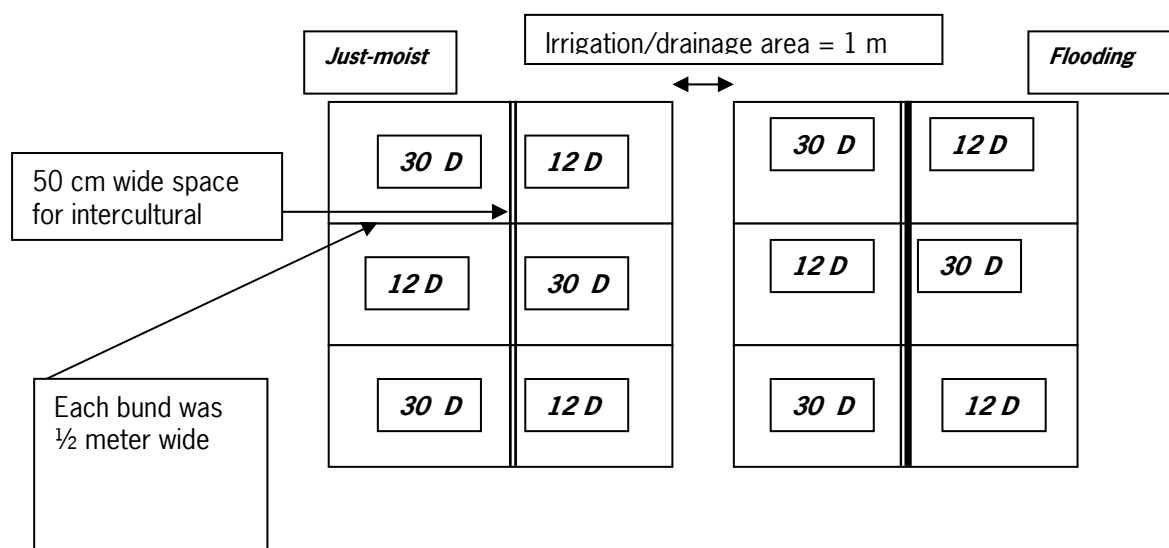 Just-moist
Irrigation/drainage area = 1 m
Flooding
30 D
12 D
30 D
12 D
50 cm wide space
for intercultural
12 D
30 D
12 D
30 D
Each bund was
½ meter wide
30 D
12 D
30 D
12 D